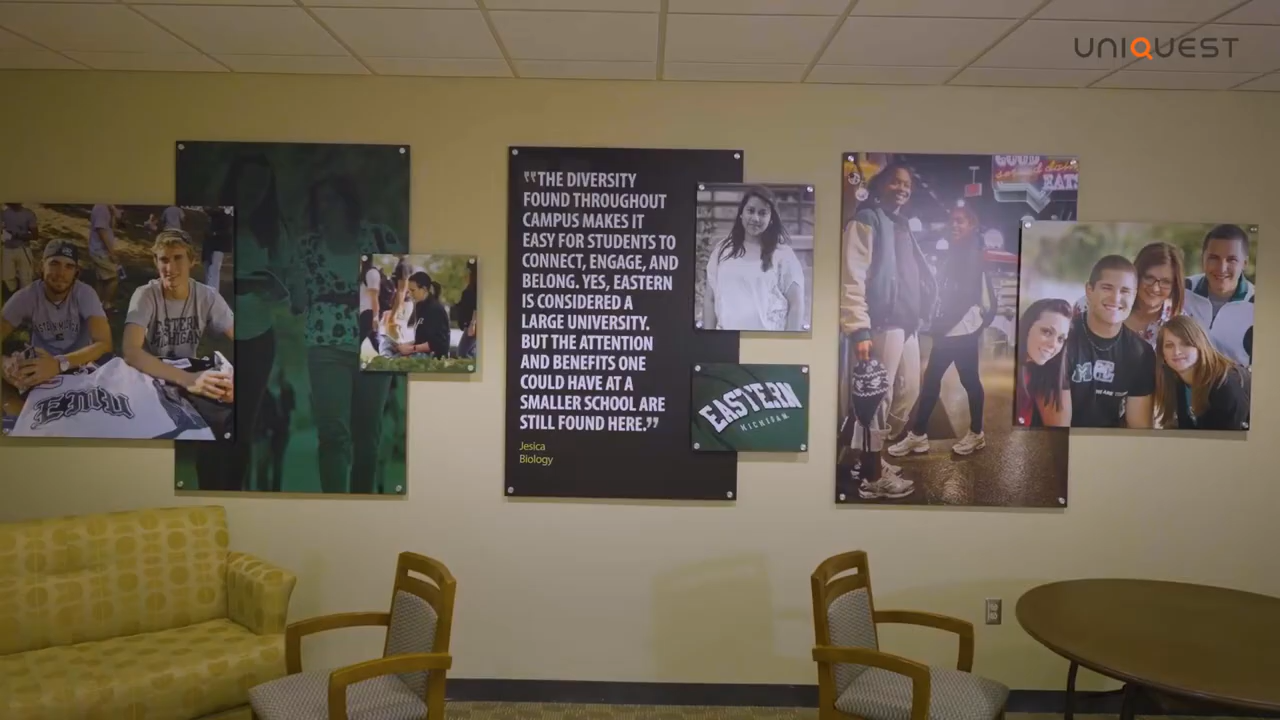 UNIQUEST
GOOD
EATS
“THE DIVERSITY
FOUND THROUGHOUT
CAMPUS MAKES IT
EASY FOR STUDENTS TO
CONNECT, ENGAGE, AND
BELONG. YES, EASTERN
IS CONSIDERED A
LARGE UNIVERSITY.
BUT THE ATTENTION
AND BENEFITS ONE
COULD HAVE AT A
SMALLER SCHOOL ARE
STILL FOUND HERE.”
Jesica
Biology
EASTERN
MICHIGAN
EASTERN
MICHIGAN
EMU